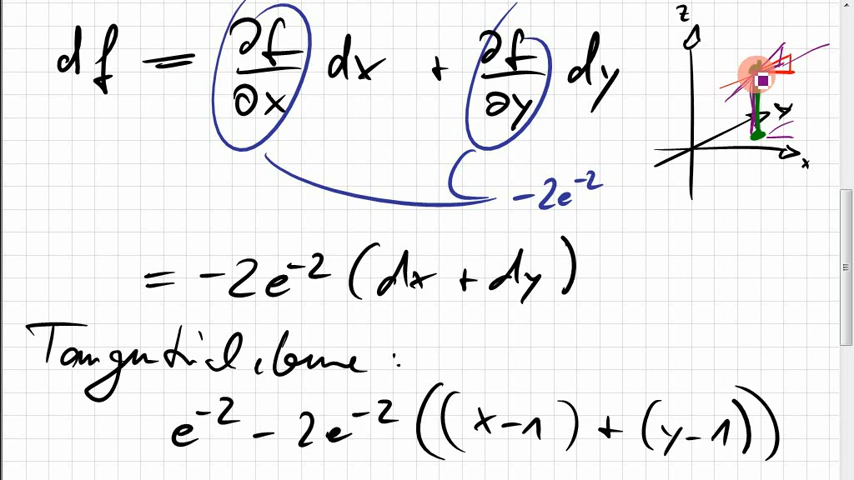 df = ∂f/∂x dx + ∂f/∂y dy
z
y
x
-2e⁻²
= -2e⁻² (dx + dy)
Tangentialebene:
e⁻² - 2e⁻² ((x-1) + (y-1))